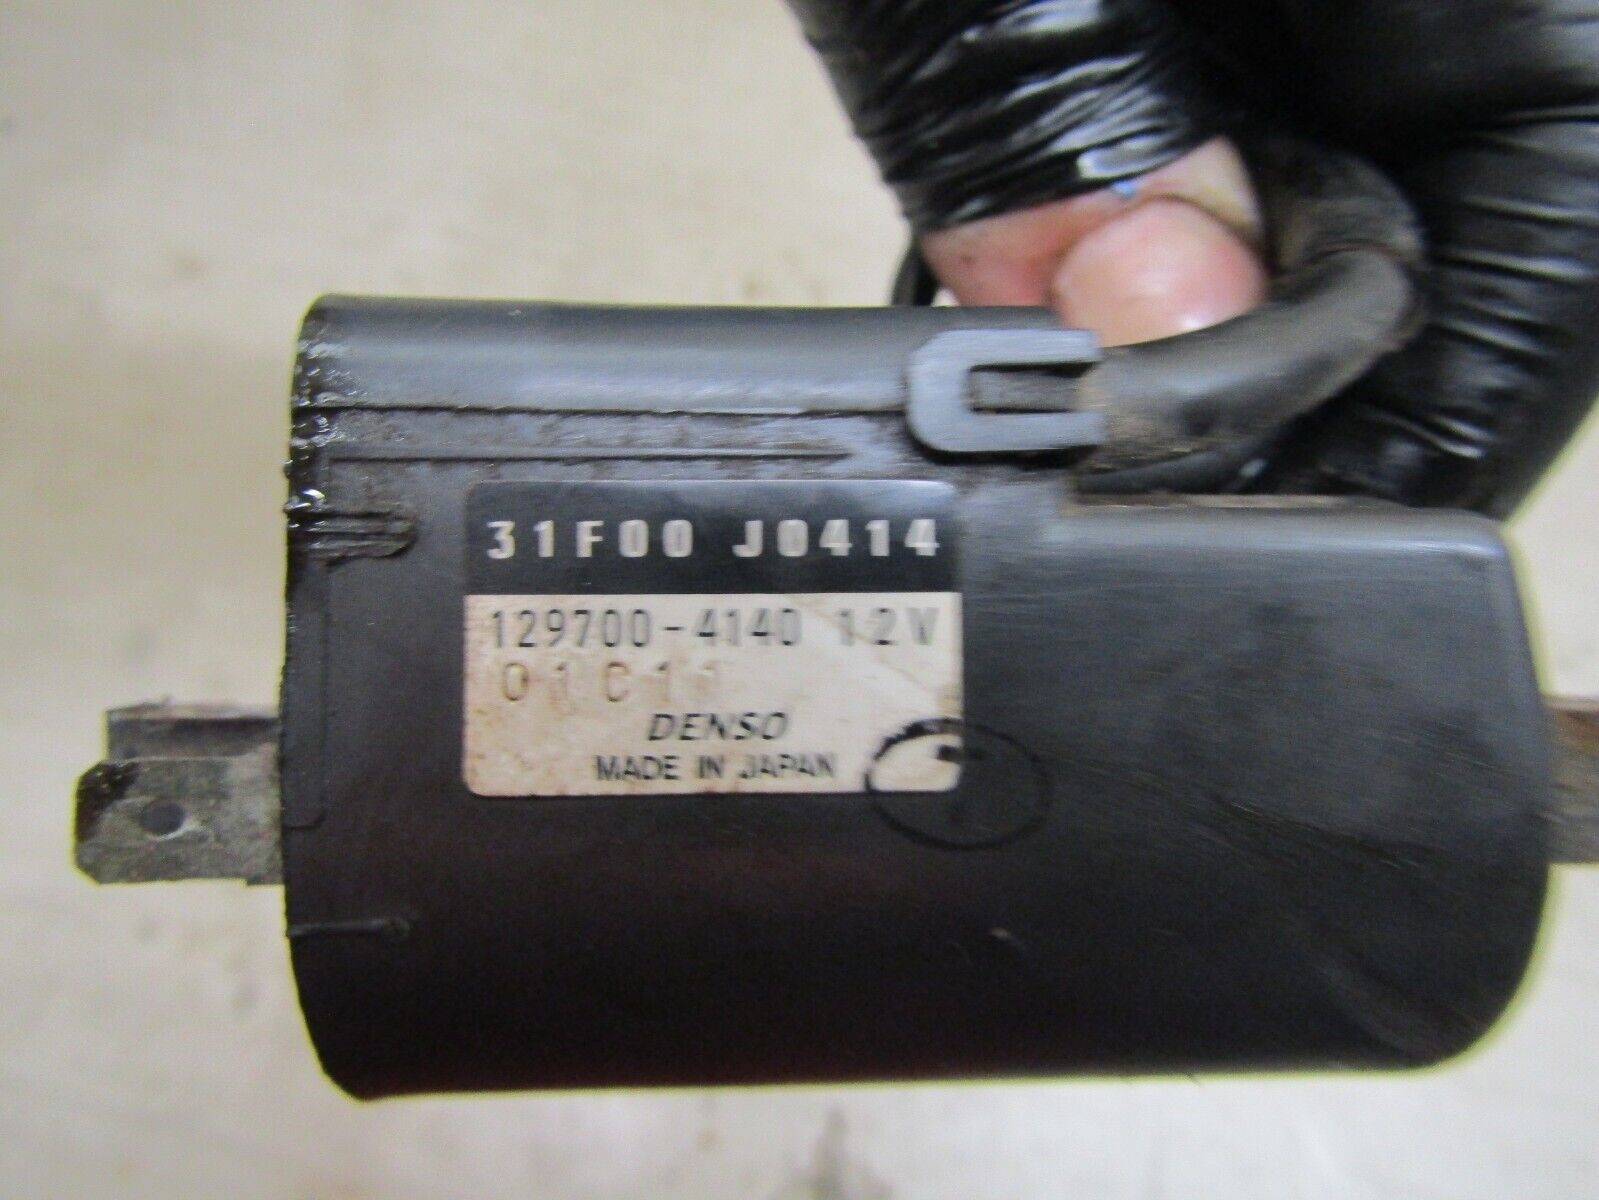 31F00 J0414
129700-4140 12V
01C11
DENSO
MADE IN JAPAN